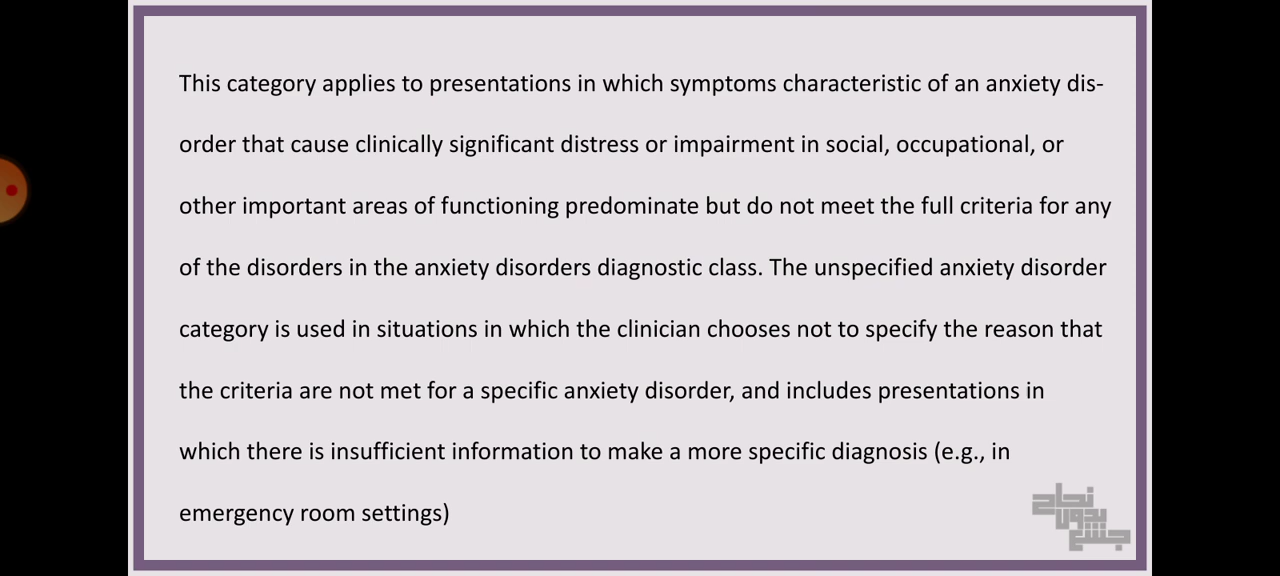 This category applies to presentations in which symptoms characteristic of an anxiety dis-
order that cause clinically significant distress or impairment in social, occupational, or
other important areas of functioning predominate but do not meet the full criteria for any
of the disorders in the anxiety disorders diagnostic class. The unspecified anxiety disorder
category is used in situations in which the clinician chooses not to specify the reason that
the criteria are not met for a specific anxiety disorder, and includes presentations in
which there is insufficient information to make a more specific diagnosis (e.g., in
emergency room settings)
نجاح
بدون
جشع